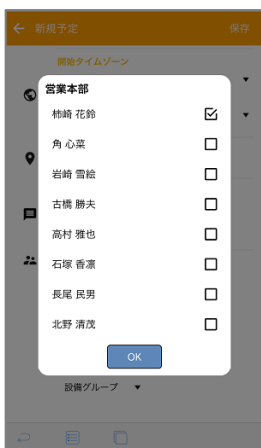 新規予定
保存
開始タイムゾーン
営業本部
柿崎 花鈴
角 心菜
岩崎 雪絵
古橋 勝夫
高村 雅也
石塚 香凛
長尾 民男
北野 清茂
OK
設備グループ